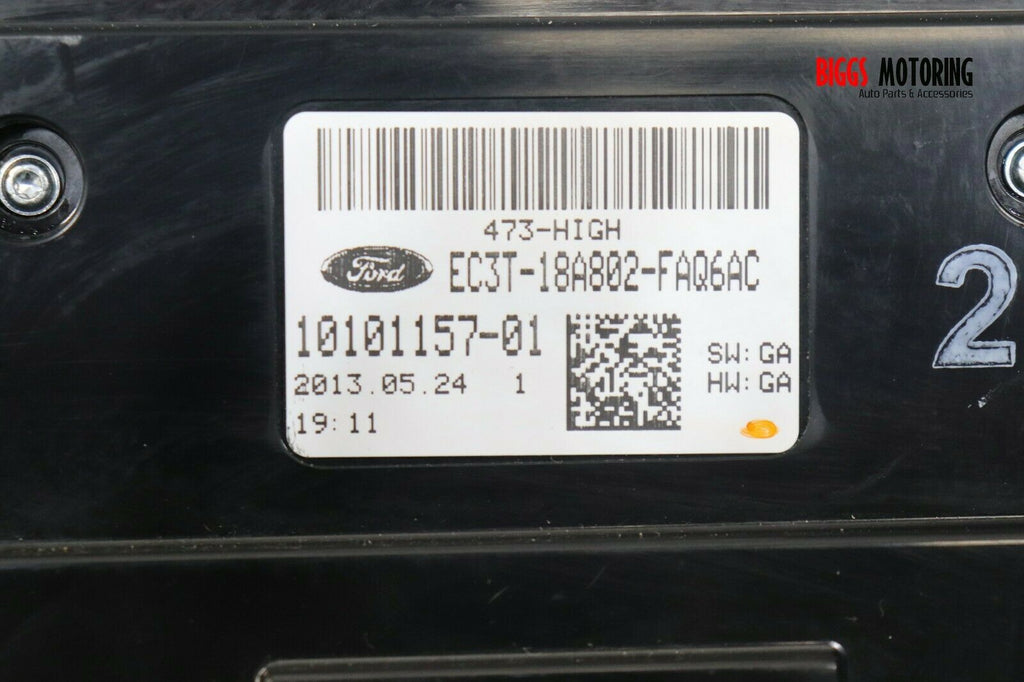 BIGGS MOTORING
Auto Parts & Accessories
473-HIGH
Ford EC3T-18A802-FAQ6AC
10101157-01
SW: GA
2013.05.24 1
HW: GA
19:11
2